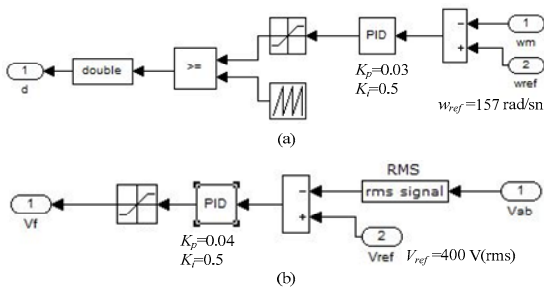 1
d
double
>=
PID
Kp=0.03
Ki=0.5
−
+
1
wm
2
wref
wref =157 rad/sn
(a)
1
Vf
PID
Kp=0.04
Ki=0.5
−
+
RMS
rms signal
1
Vab
2
Vref
Vref =400 V(rms)
(b)